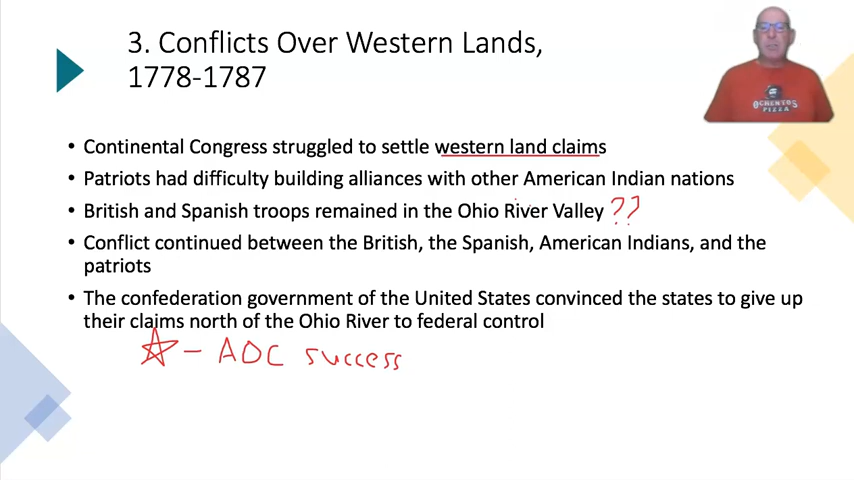 3. Conflicts Over Western Lands,
1778-1787
OCHENTO'S
PIZZA
• Continental Congress struggled to settle western land claims
• Patriots had difficulty building alliances with other American Indian nations
• British and Spanish troops remained in the Ohio River Valley ??
• Conflict continued between the British, the Spanish, American Indians, and the
patriots
• The confederation government of the United States convinced the states to give up
their claims north of the Ohio River to federal control
☆ – AOC success